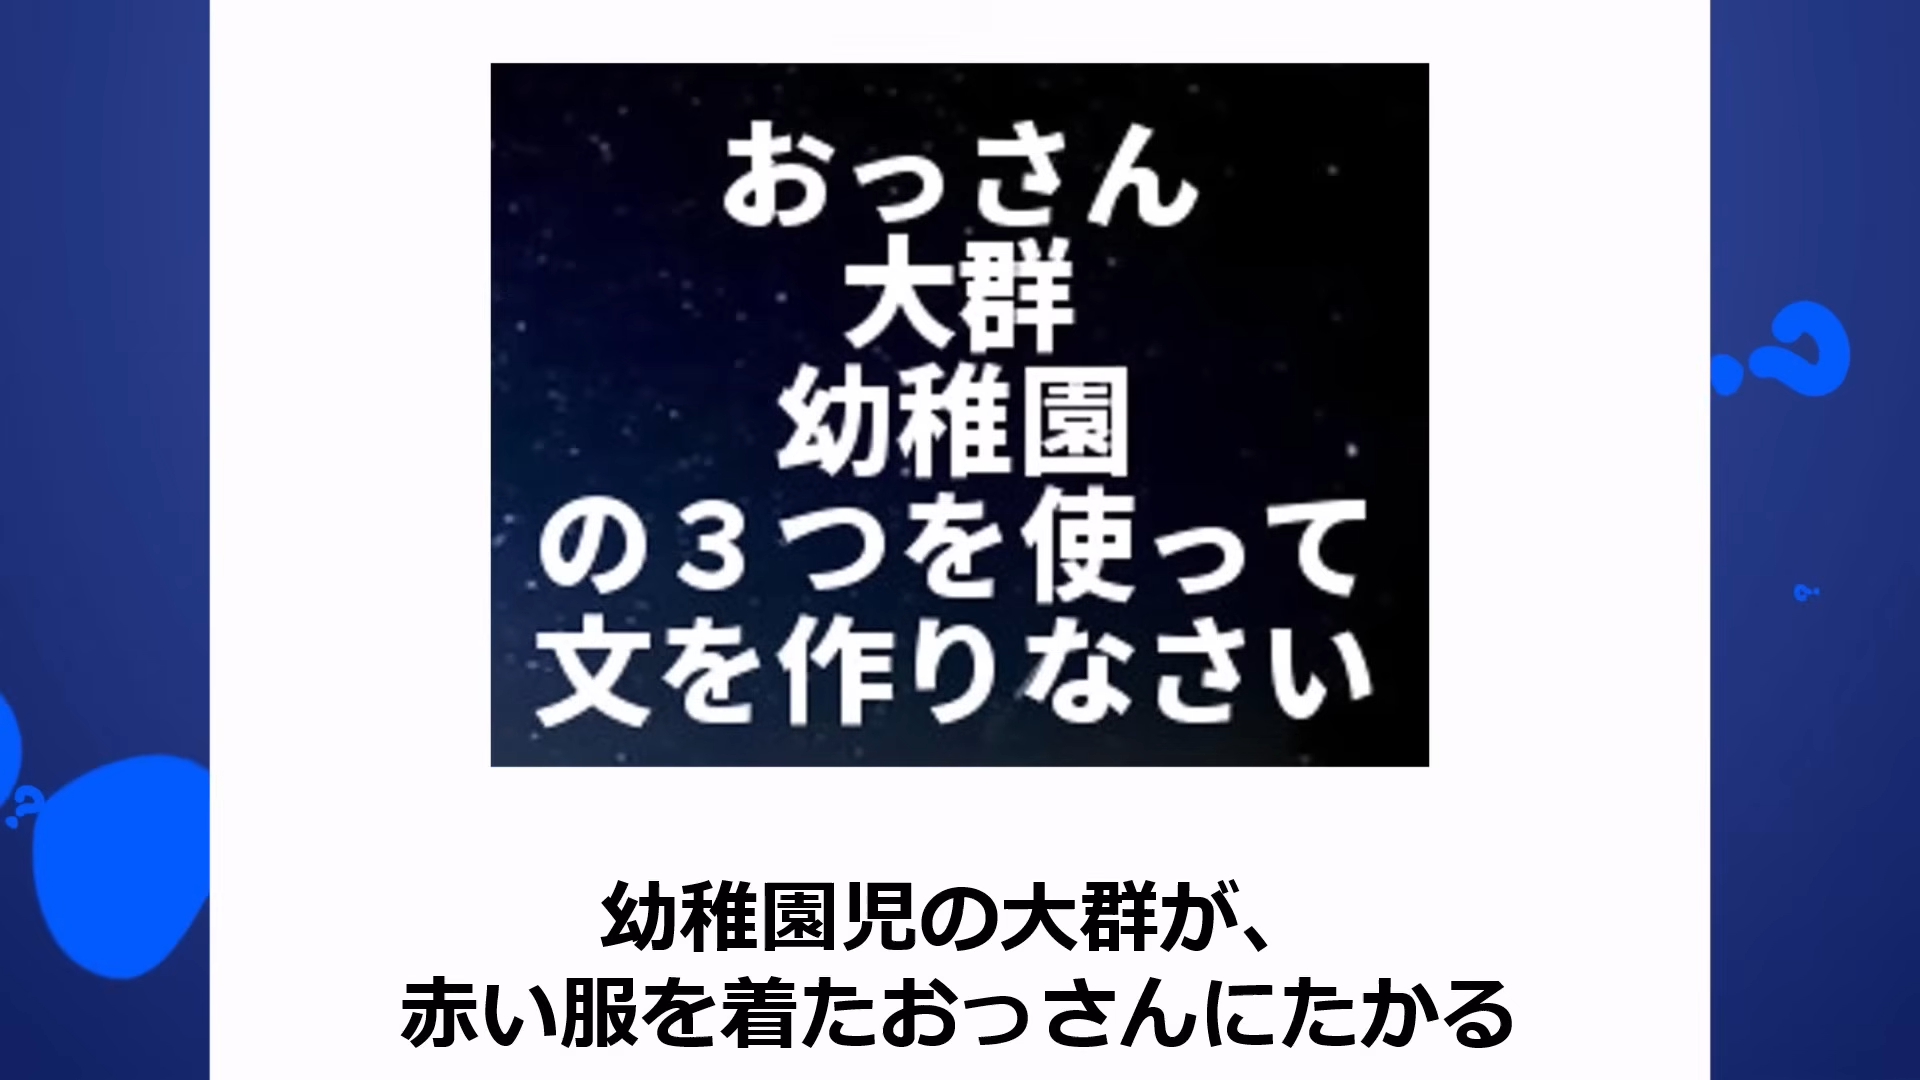 おっさん
大群
幼稚園
の３つを使って
文を作りなさい
幼稚園児の大群が、
赤い服を着たおっさんにたかる